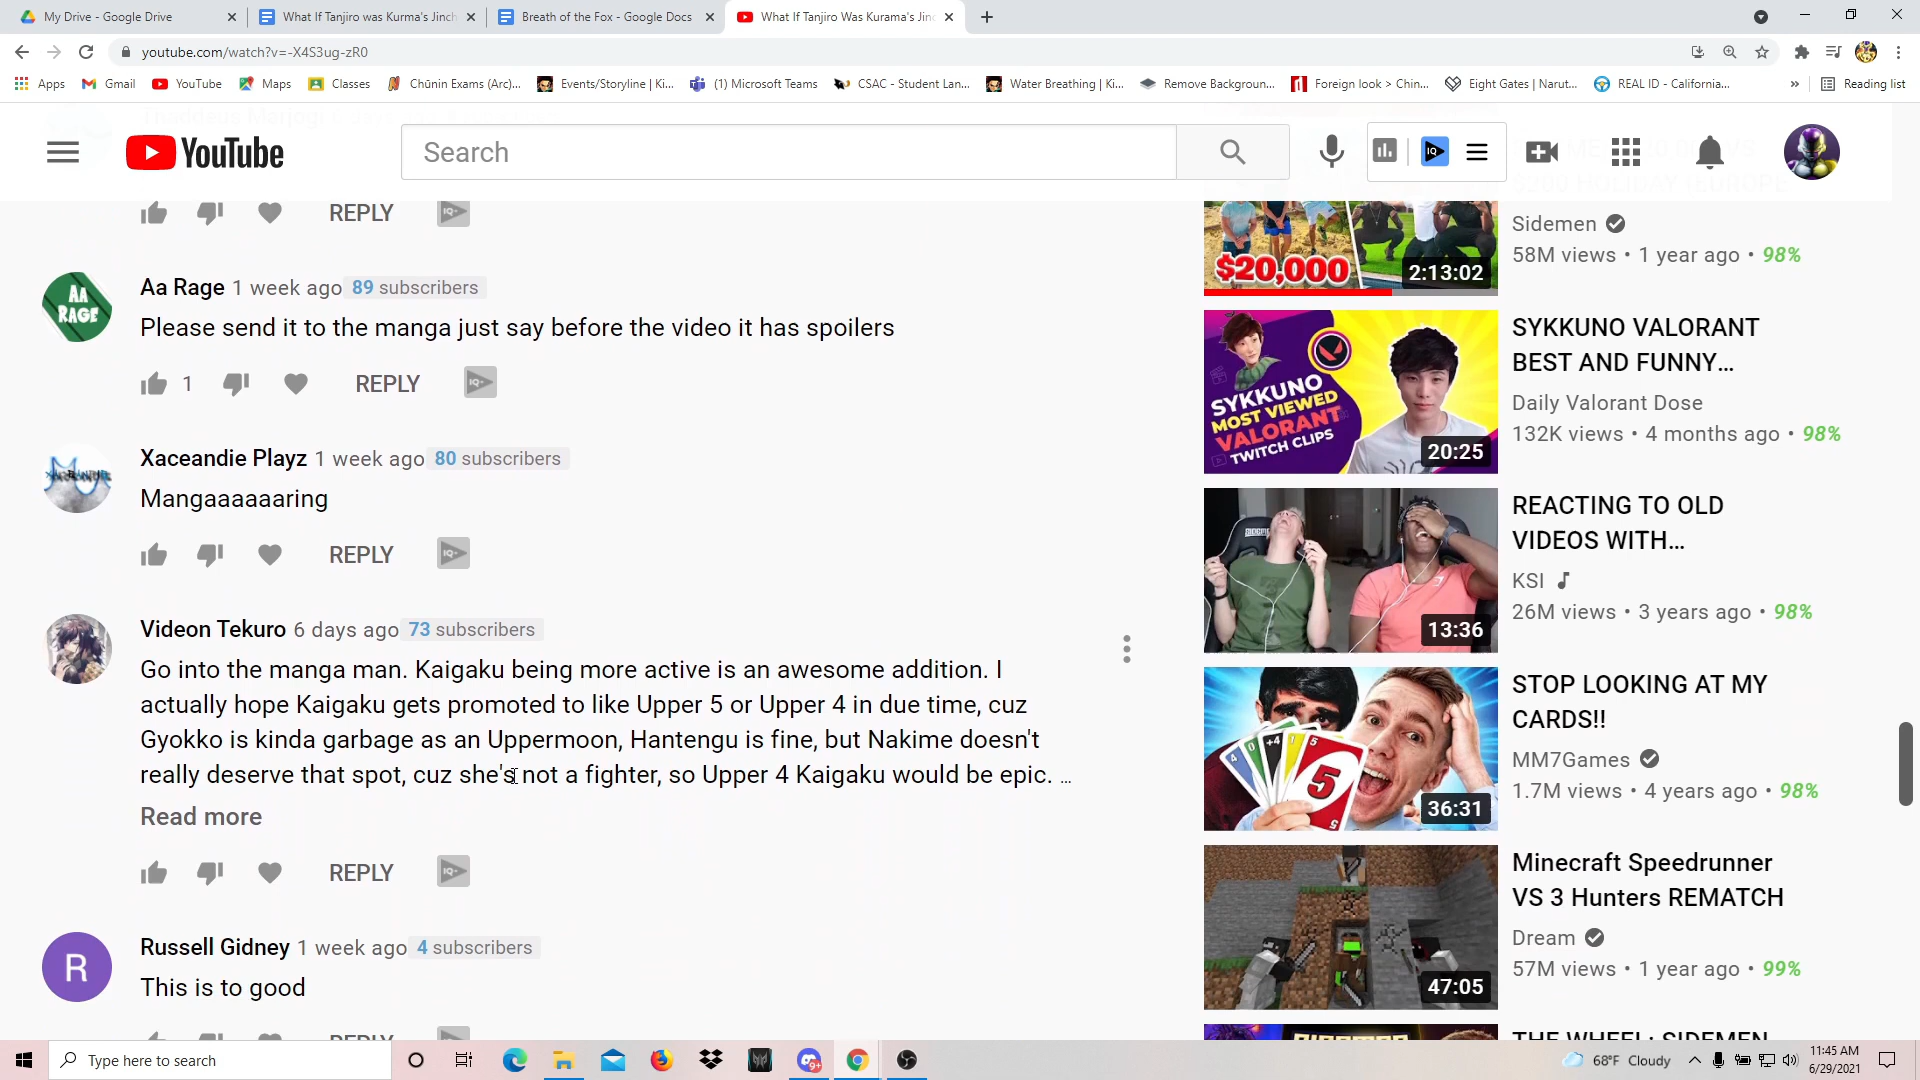 My Drive - Google Drive
What If Tanjiro was Kurma's Jinch
Breath of the Fox - Google Docs
What If Tanjiro Was Kurama's Jinc
youtube.com/watch?v=-X4S3ug-zR0
Apps
Gmail
YouTube
Maps
Classes
Chūnin Exams (Arc)...
Events/Storyline | Ki...
(1) Microsoft Teams
CSAC - Student Lan...
Water Breathing | Ki...
Remove Backgroun...
Foreign look > Chin...
Eight Gates | Narut...
REAL ID - California...
»
Reading list
YouTube
Search
IQ
REPLY
Aa Rage 1 week ago 89 subscribers
AA
RAGE
Please send it to the manga just say before the video it has spoilers
1 REPLY
Xaceandie Playz 1 week ago 80 subscribers
Mangaaaaaaring
REPLY
Videon Tekuro 6 days ago 73 subscribers
Go into the manga man. Kaigaku being more active is an awesome addition. I
actually hope Kaigaku gets promoted to like Upper 5 or Upper 4 in due time, cuz
Gyokko is kinda garbage as an Uppermoon, Hantengu is fine, but Nakime doesn't
really deserve that spot, cuz she's not a fighter, so Upper 4 Kaigaku would be epic. ...
Read more
REPLY
R
Russell Gidney 1 week ago 4 subscribers
This is to good
REPLY
$20,000
2:13:02
Sidemen
58M views • 1 year ago • 98%
SYKKUNO
MOST VIEWED
VALORANT
TWITCH CLIPS
20:25
SYKKUNO VALORANT
BEST AND FUNNY...
Daily Valorant Dose
132K views • 4 months ago • 98%
13:36
REACTING TO OLD
VIDEOS WITH...
KSI
26M views • 3 years ago • 98%
5
36:31
STOP LOOKING AT MY
CARDS!!
MM7Games
1.7M views • 4 years ago • 98%
47:05
Minecraft Speedrunner
VS 3 Hunters REMATCH
Dream
57M views • 1 year ago • 99%
THE WHEEL: SIDEMEN
Type here to search
9+
68°F Cloudy
11:45 AM
6/29/2021